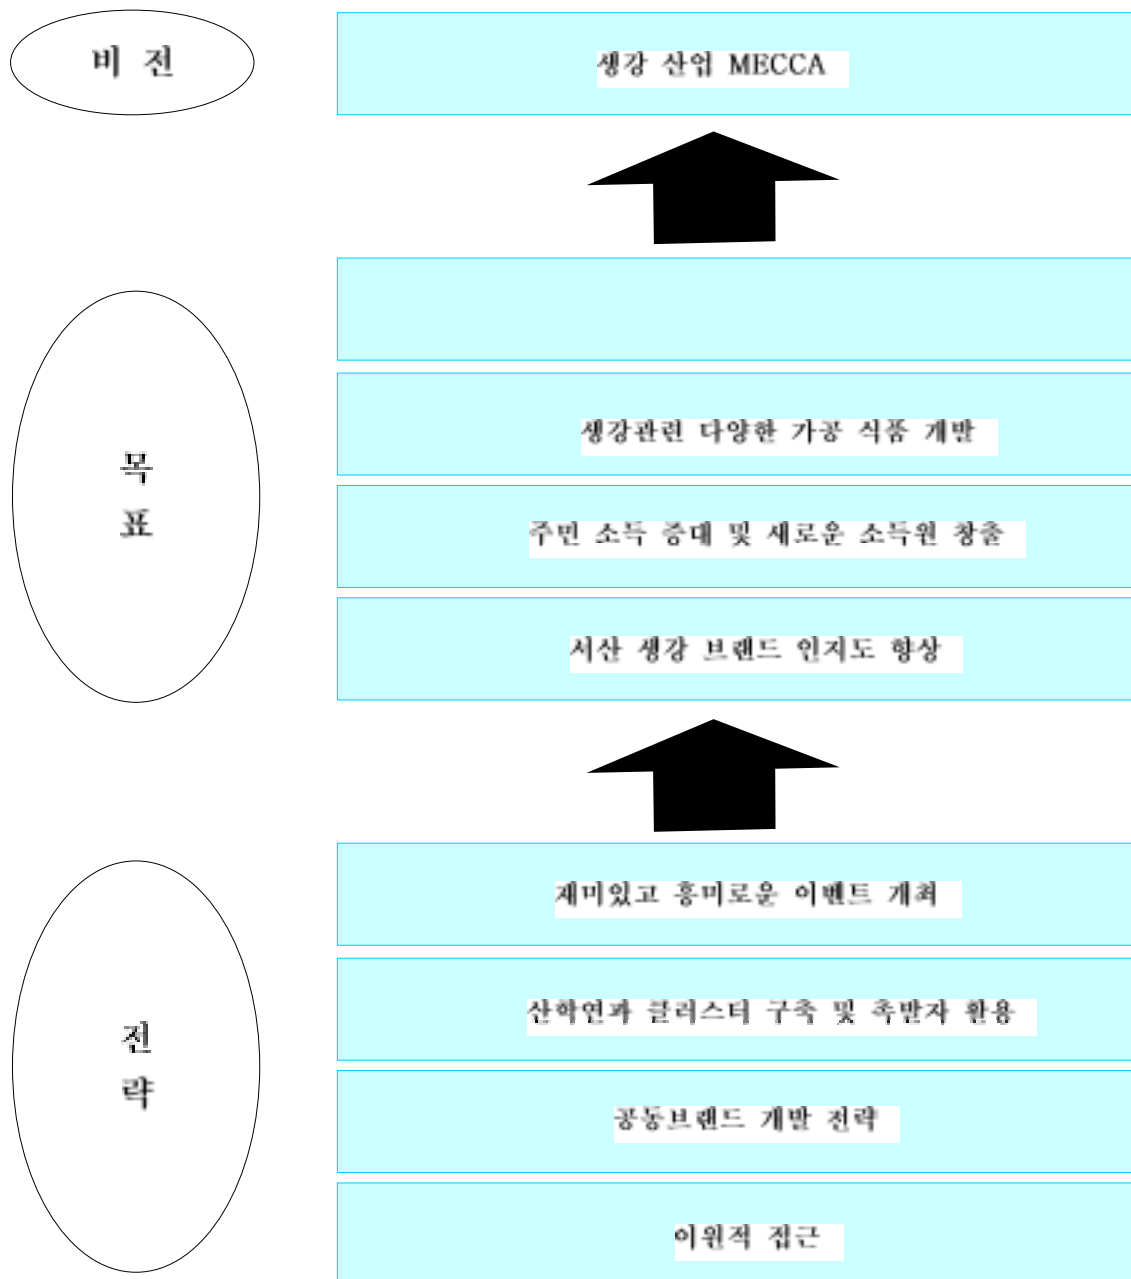 비 전
생강 산업 MECCA
목
표
생강관련 다양한 가공 식품 개발
주민 소득 증대 및 새로운 소득원 창출
서산 생강 브랜드 인지도 향상
전
략
재미있고 흥미로운 이벤트 개최
산학연과 클러스터 구축 및 촉발자 활용
공동브랜드 개발 전략
이원적 접근